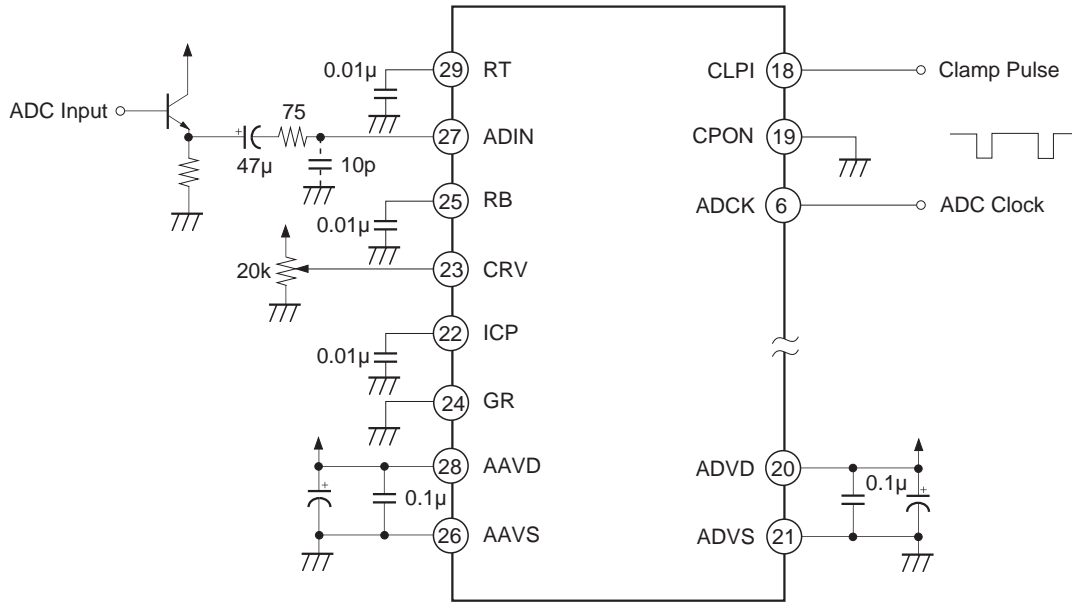 0.01µ 29 RT CLPI 18 Clamp Pulse
ADC Input 75 27 ADIN CPON 19
+ 47µ 10p
25 RB ADCK 6 ADC Clock
0.01µ
20k 23 CRV
22 ICP
0.01µ
24 GR
28 AAVD ADVD 20
+ 0.1µ 0.1µ +
26 AAVS ADVS 21